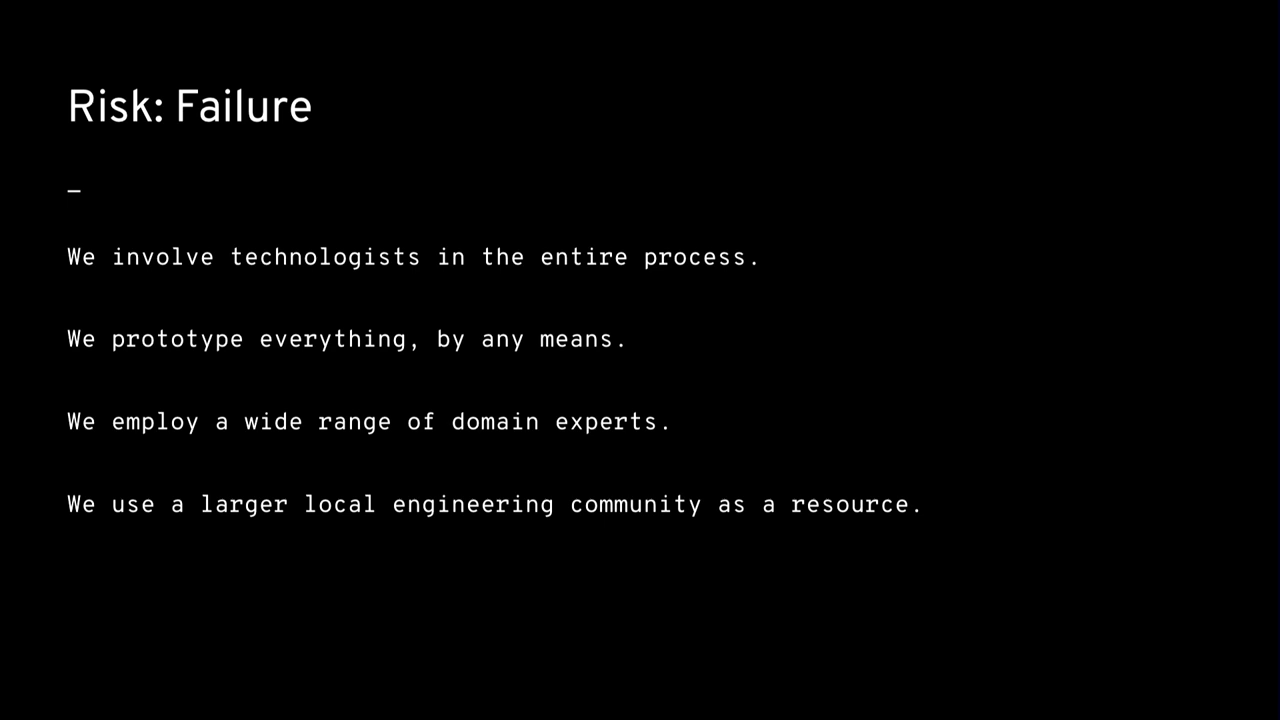 Risk: Failure
—
We involve technologists in the entire process.
We prototype everything, by any means.
We employ a wide range of domain experts.
We use a larger local engineering community as a resource.